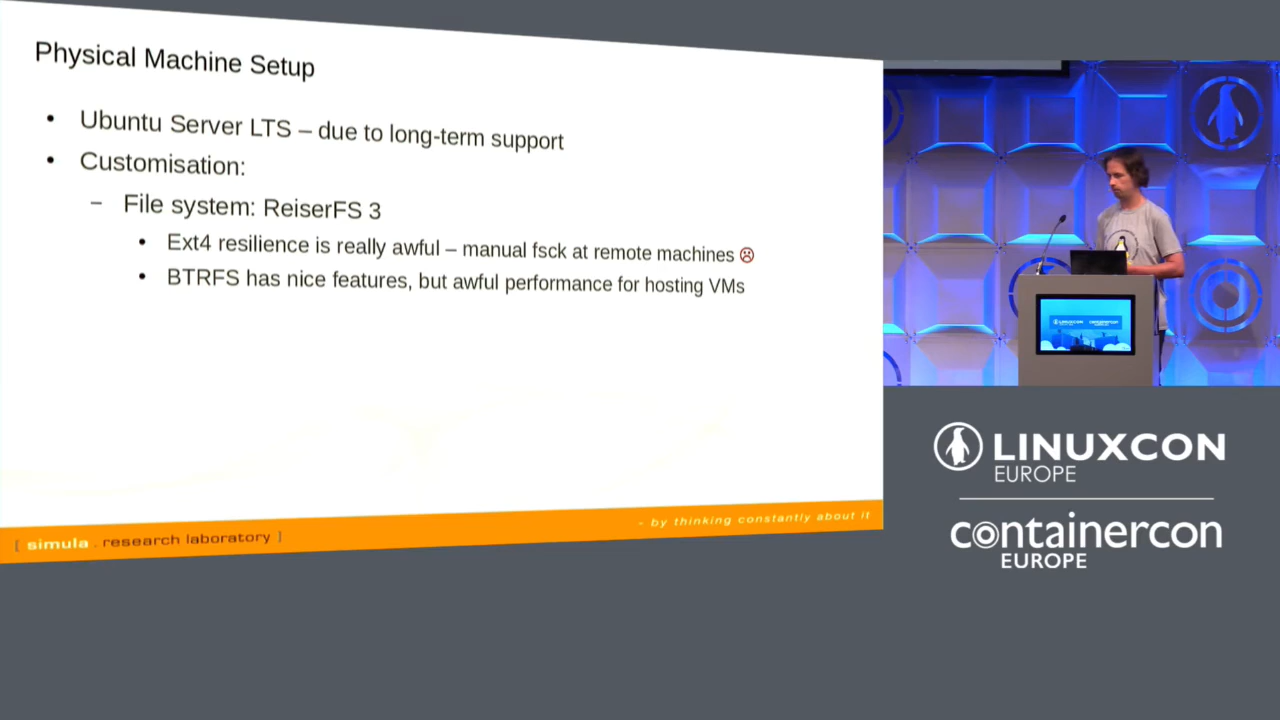 Physical Machine Setup
• Ubuntu Server LTS – due to long-term support
• Customisation:
– File system: ReiserFS 3
• Ext4 resilience is really awful – manual fsck at remote machines ☹
• BTRFS has nice features, but awful performance for hosting VMs
[ simula . research laboratory ]
- by thinking constantly about it
LINUXCON
EUROPE
containercon
EUROPE